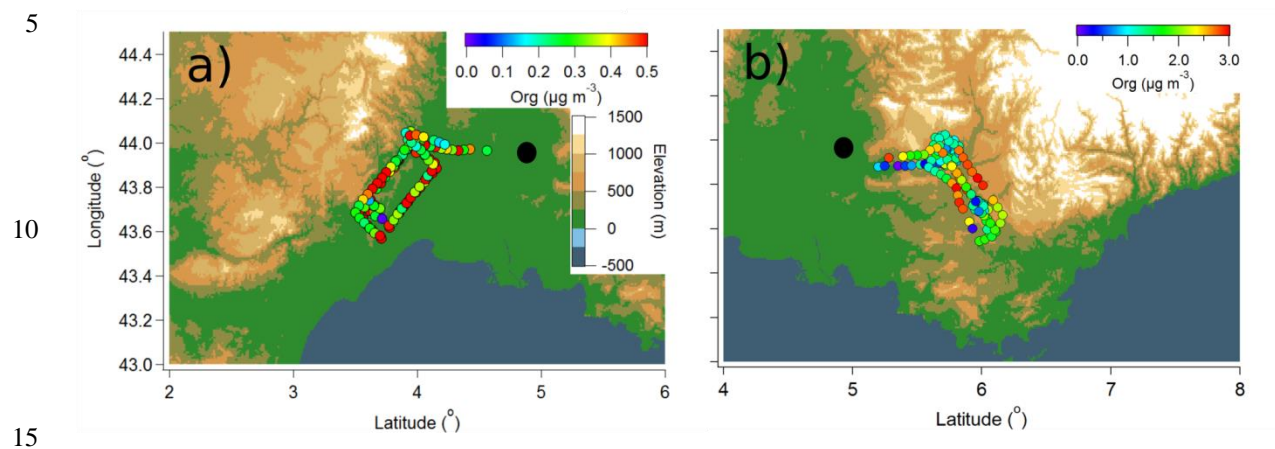 5
10
15
a)
0.0 0.1 0.2 0.3 0.4 0.5
Org (µg m⁻³)
1500
1000
500
0
-500
Elevation (m)
44.4
44.2
44.0
43.8
43.6
43.4
43.2
43.0
Longitude (°)
2 3 4 5 6
Latitude (°)
b)
0.0 1.0 2.0 3.0
Org (µg m⁻³)
4 5 6 7 8
Latitude (°)